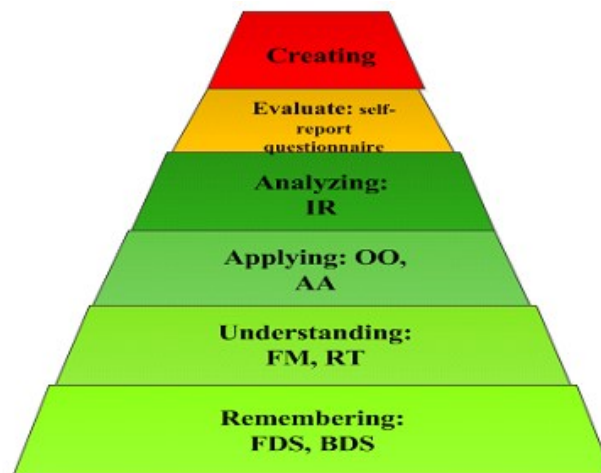 Creating
Evaluate: self-
report
questionnaire
Analyzing:
IR
Applying: OO,
AA
Understanding:
FM, RT
Remembering:
FDS, BDS